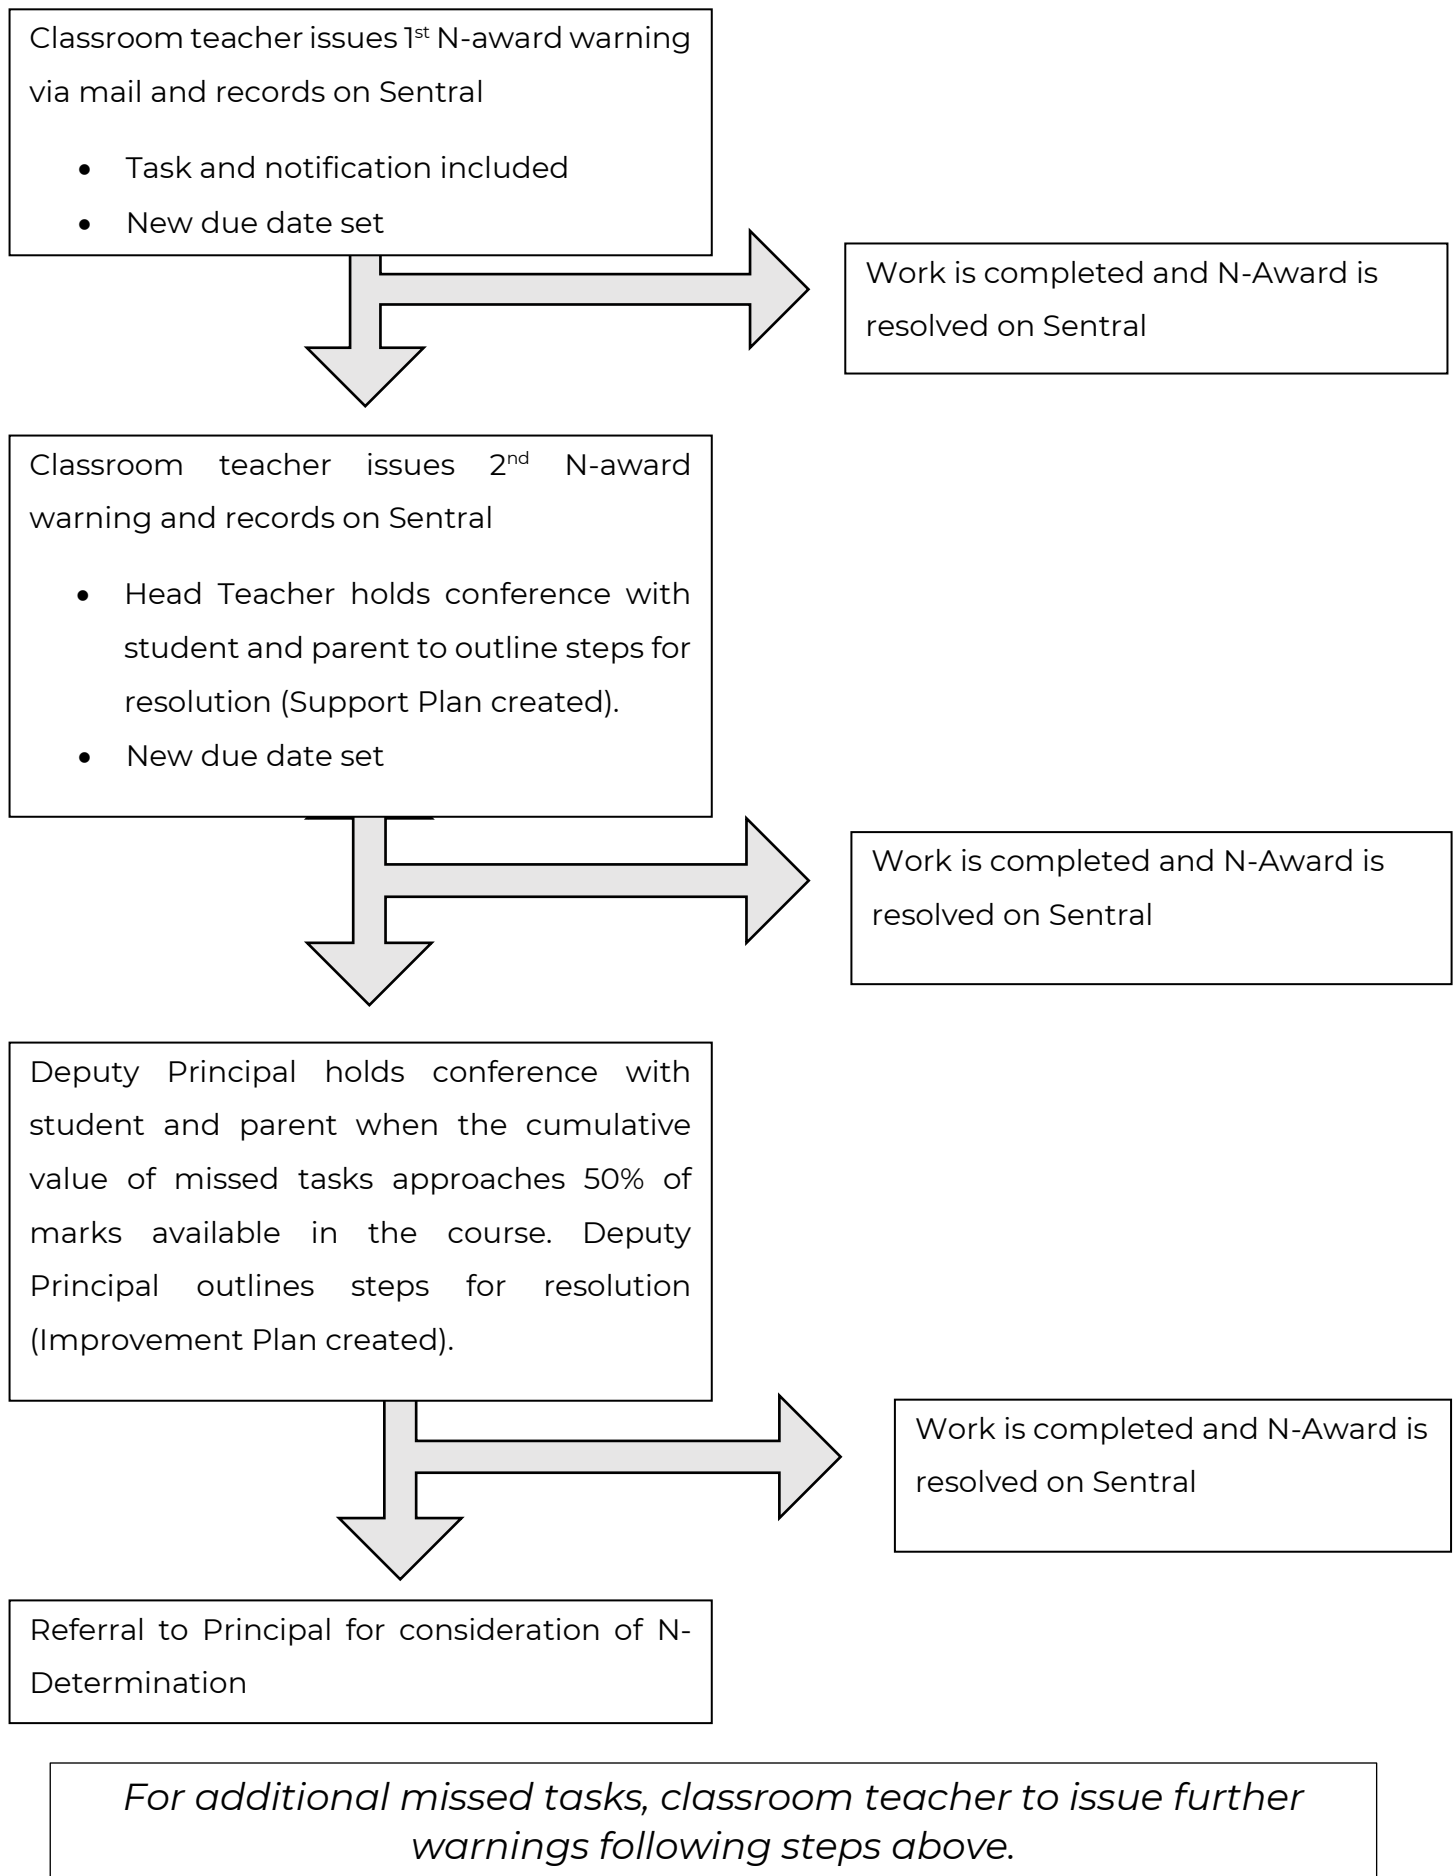 Classroom teacher issues 1st N-award warning
via mail and records on Sentral
• Task and notification included
• New due date set
Work is completed and N-Award is
resolved on Sentral
Classroom teacher issues 2nd N-award
warning and records on Sentral
• Head Teacher holds conference with
student and parent to outline steps for
resolution (Support Plan created).
• New due date set
Work is completed and N-Award is
resolved on Sentral
Deputy Principal holds conference with
student and parent when the cumulative
value of missed tasks approaches 50% of
marks available in the course. Deputy
Principal outlines steps for resolution
(Improvement Plan created).
Work is completed and N-Award is
resolved on Sentral
Referral to Principal for consideration of N-
Determination
For additional missed tasks, classroom teacher to issue further
warnings following steps above.